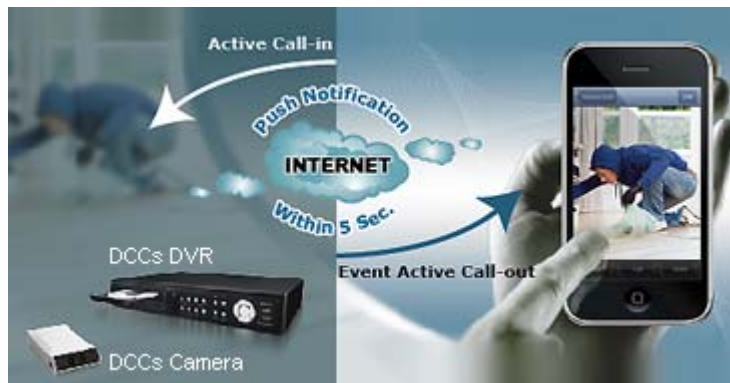 Active Call-in
Push Notification
INTERNET
Within 5 Sec.
Event Active Call-out
DCCs DVR
DCCs Camera